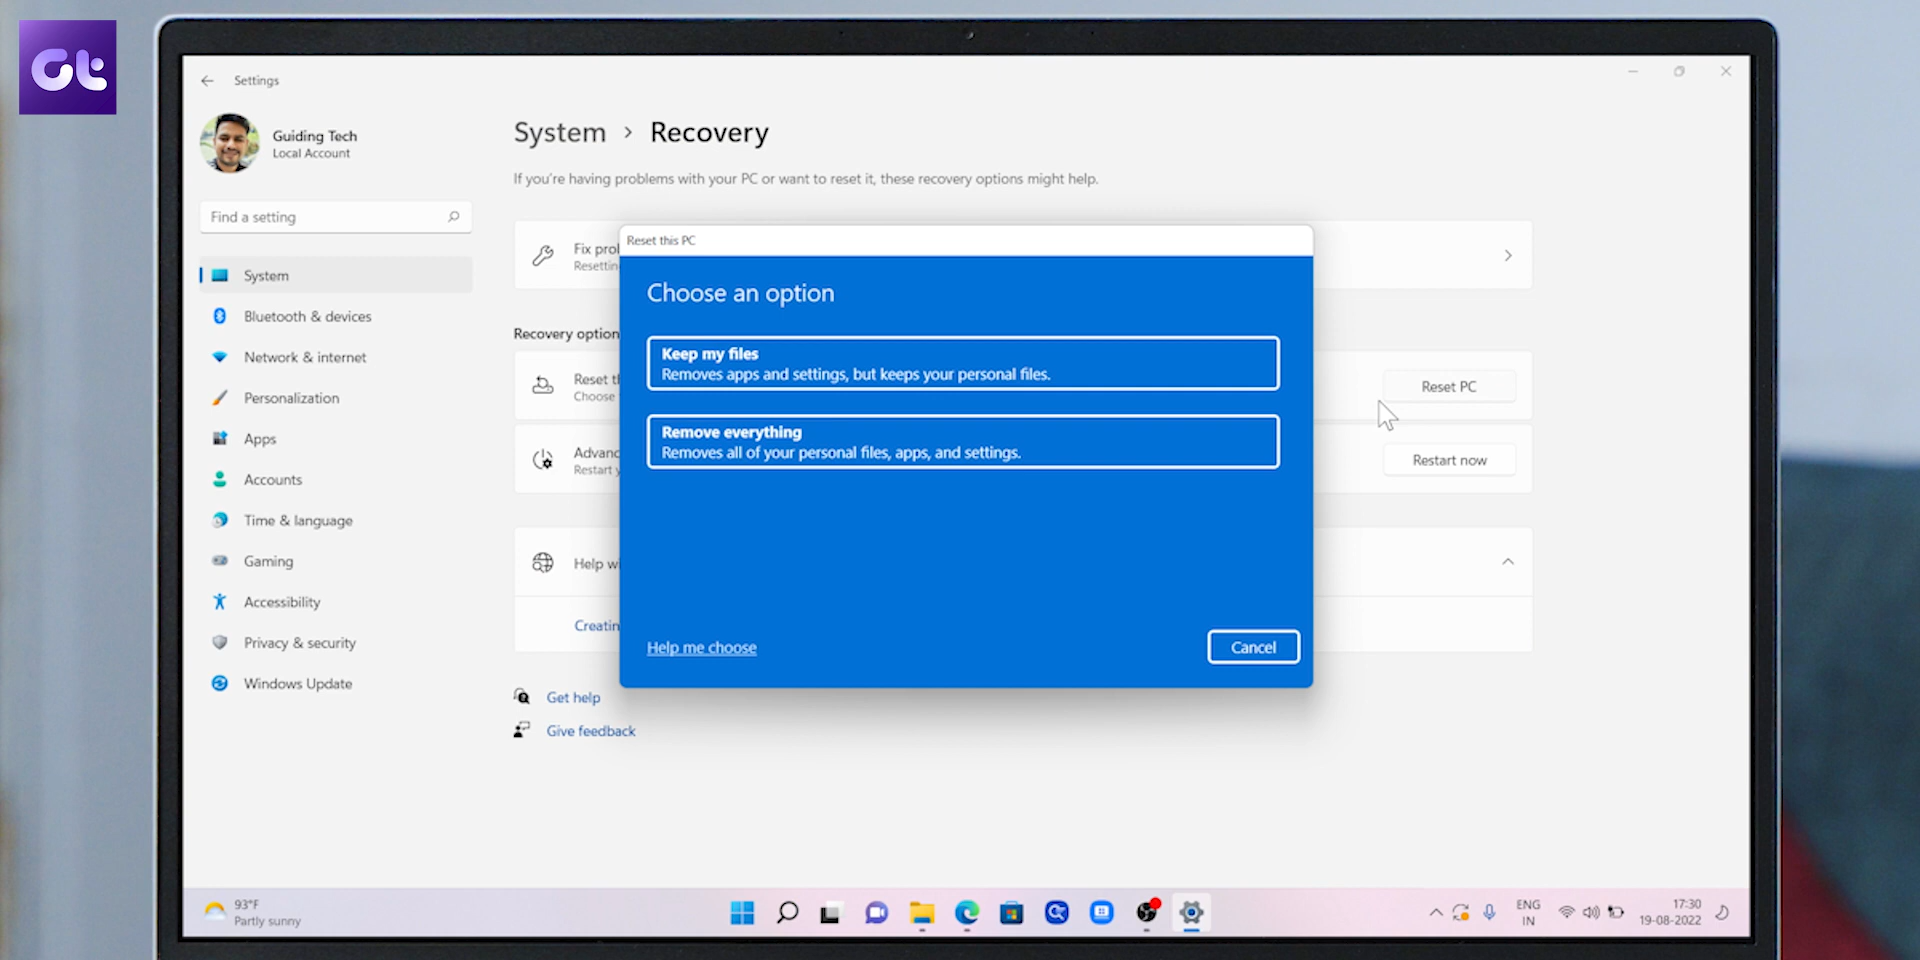 Gt
Settings
Guiding Tech
Local Account
Find a setting
System
Bluetooth & devices
Network & internet
Personalization
Apps
Accounts
Time & language
Gaming
Accessibility
Privacy & security
Windows Update
System > Recovery
If you're having problems with your PC or want to reset it, these recovery options might help.
Fix pro
Resettin
Recovery option
Reset th
Choose
Reset PC
Advanc
Restart y
Restart now
Help wi
Creatin
Get help
Give feedback
Reset this PC
Choose an option
Keep my files
Removes apps and settings, but keeps your personal files.
Remove everything
Removes all of your personal files, apps, and settings.
Help me choose
Cancel
93°F
Partly sunny
ENG
IN
17:30
19-08-2022